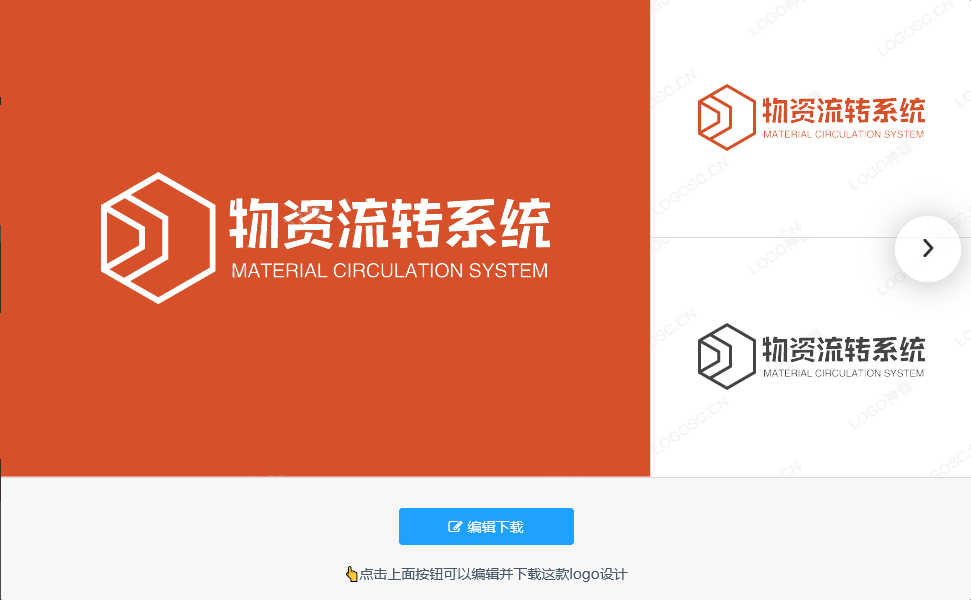 物资流转系统
MATERIAL CIRCULATION SYSTEM
物资流转系统
MATERIAL CIRCULATION SYSTEM
物资流转系统
MATERIAL CIRCULATION SYSTEM
LOGO神器
LOGOSC.CN
编辑下载
👆点击上面按钮可以编辑并下载这款logo设计